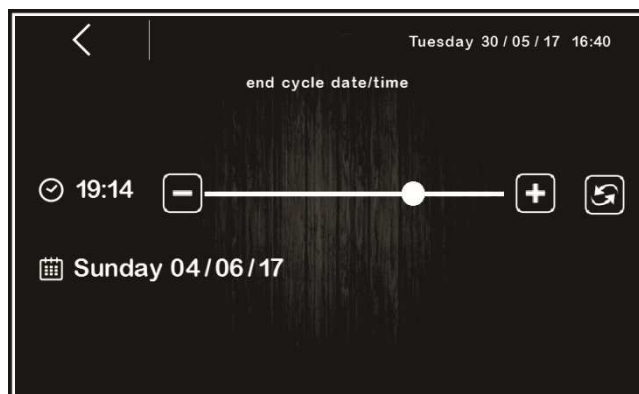 Tuesday 30 / 05 / 17 16:40
end cycle date/time
19:14
Sunday 04 / 06 / 17